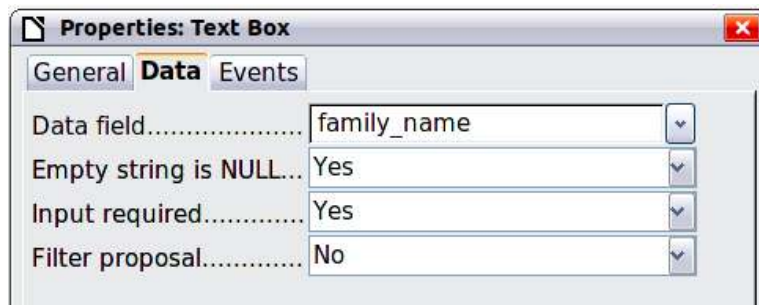 Properties: Text Box
General Data Events
Data field..................... family_name
Empty string is NULL... Yes
Input required............. Yes
Filter proposal............. No